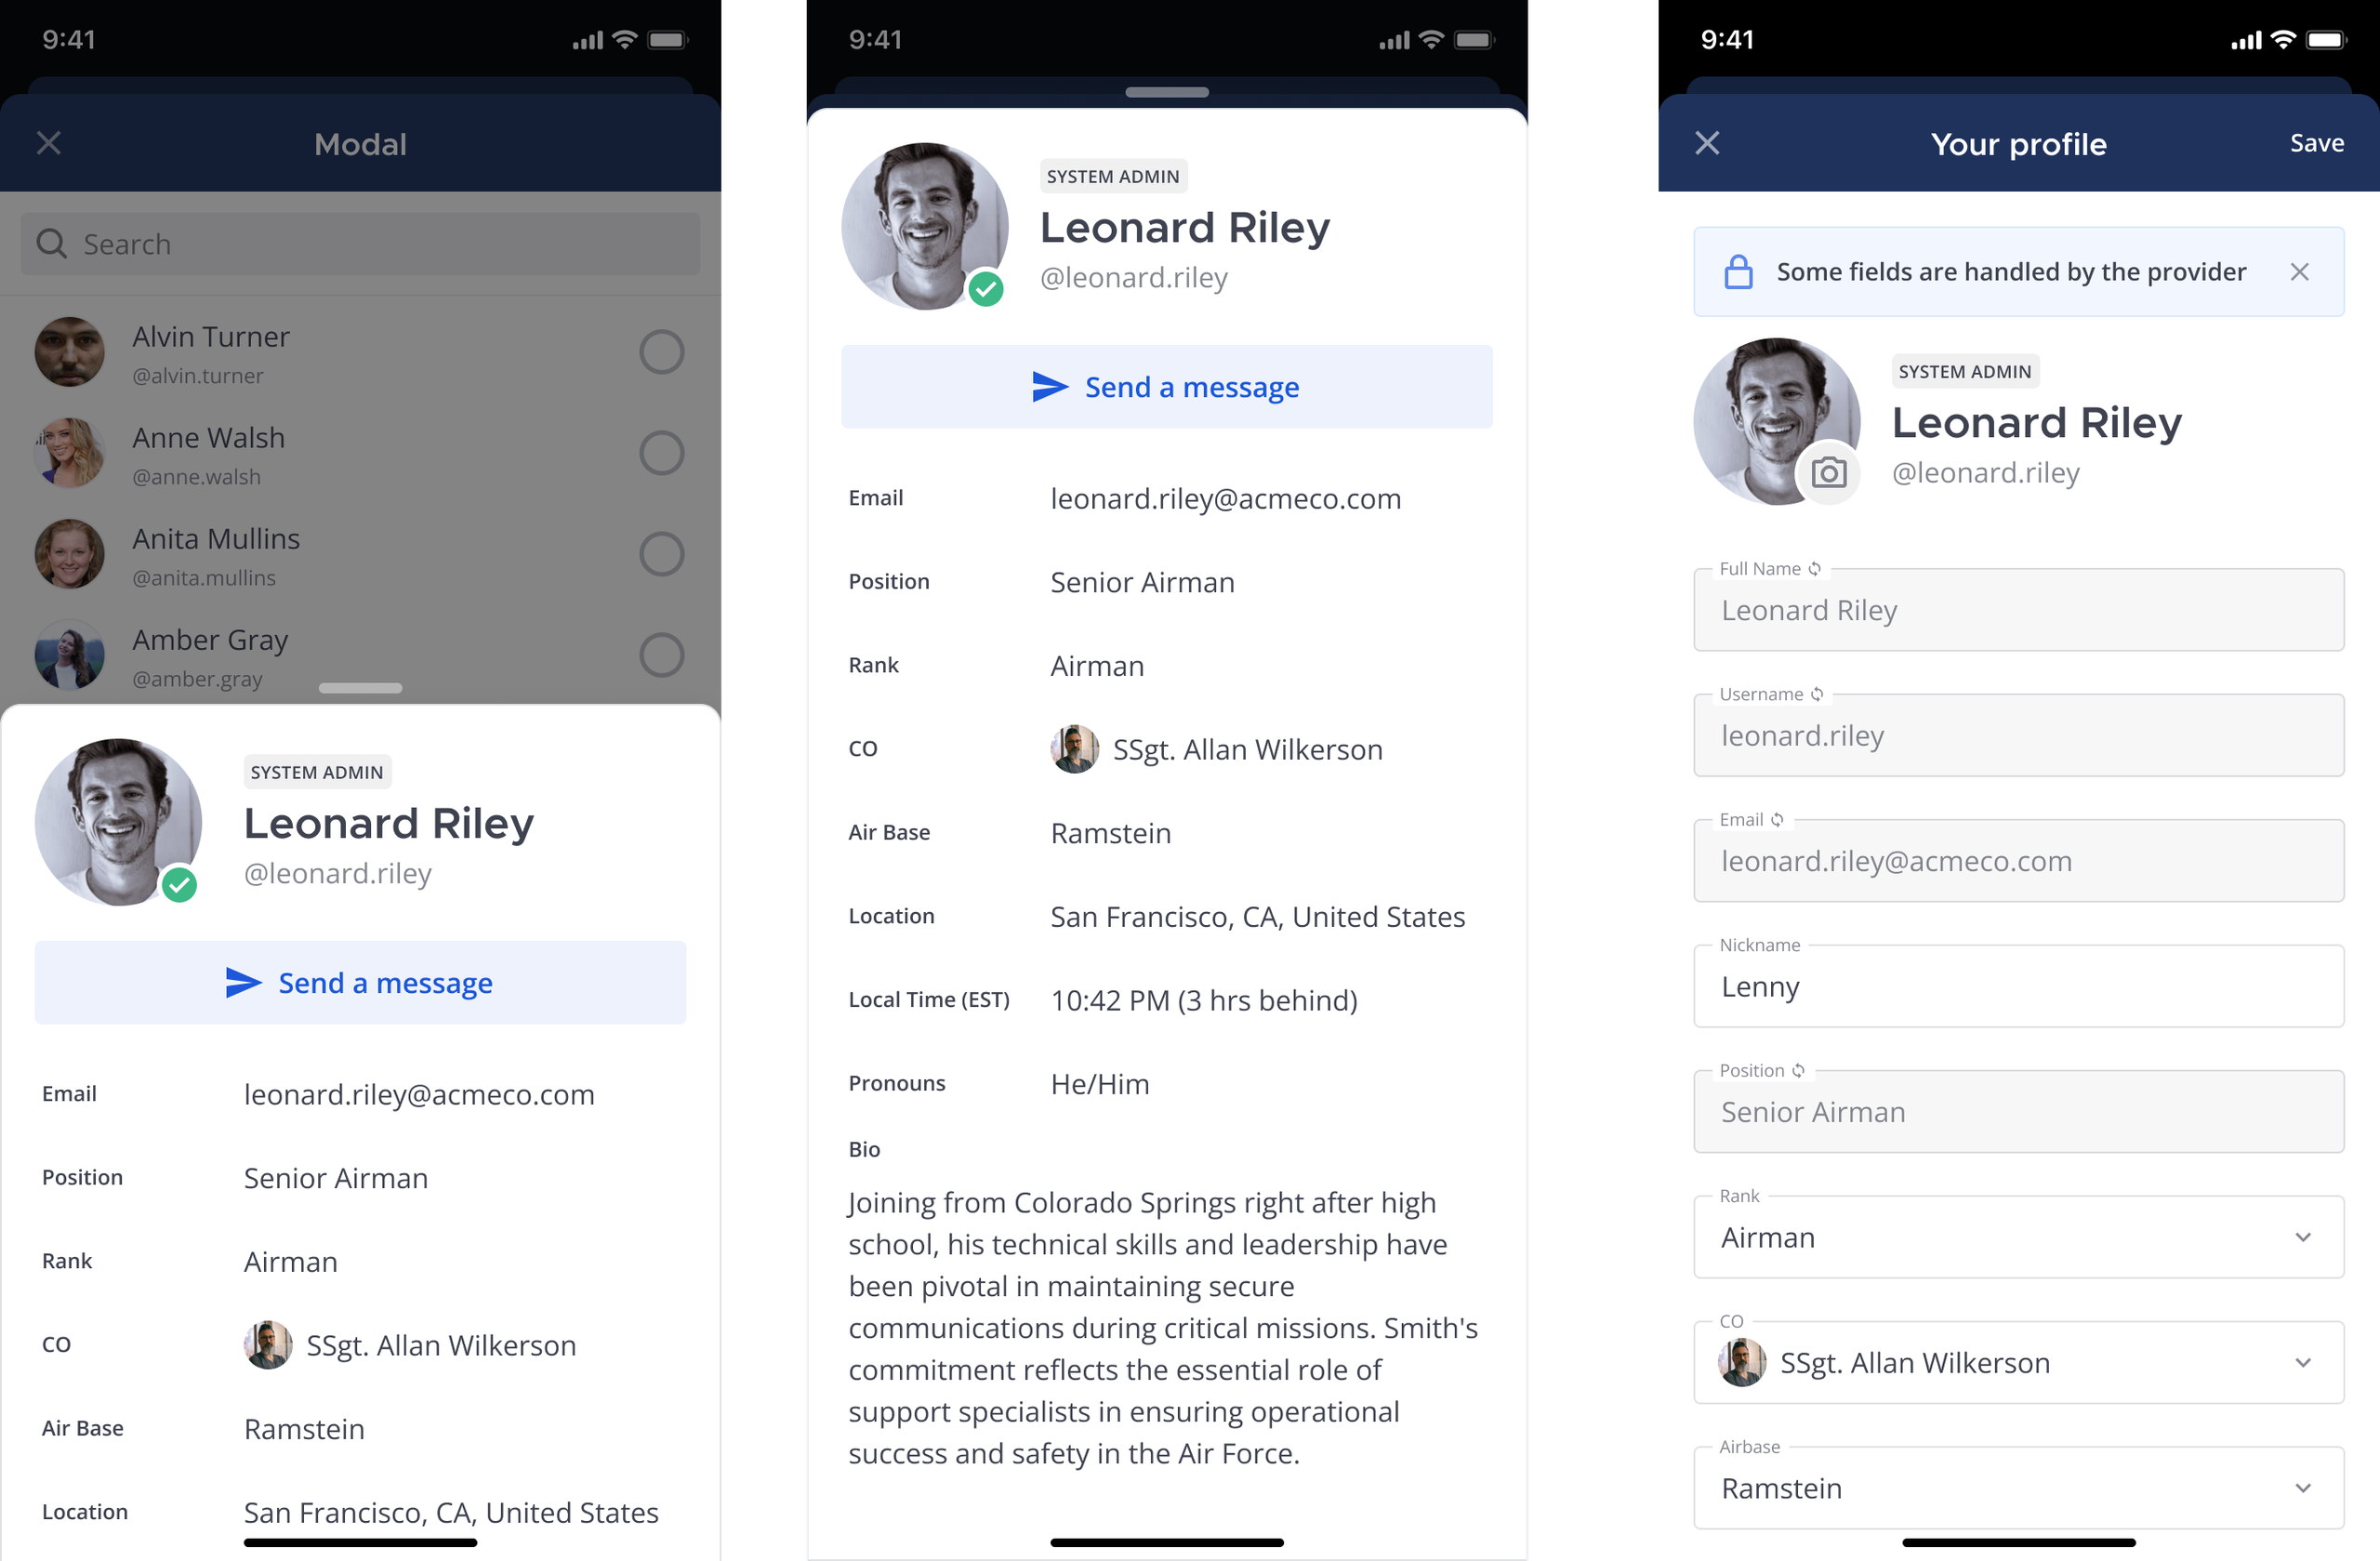 9:41
Modal
Search
Alvin Turner
@alvin.turner
Anne Walsh
@anne.walsh
Anita Mullins
@anita.mullins
Amber Gray
@amber.gray
SYSTEM ADMIN
Leonard Riley
@leonard.riley
Send a message
Email leonard.riley@acmeco.com
Position Senior Airman
Rank Airman
CO SSgt. Allan Wilkerson
Air Base Ramstein
Location San Francisco, CA, United States
9:41
SYSTEM ADMIN
Leonard Riley
@leonard.riley
Send a message
Email leonard.riley@acmeco.com
Position Senior Airman
Rank Airman
CO SSgt. Allan Wilkerson
Air Base Ramstein
Location San Francisco, CA, United States
Local Time (EST) 10:42 PM (3 hrs behind)
Pronouns He/Him
Bio
Joining from Colorado Springs right after high
school, his technical skills and leadership have
been pivotal in maintaining secure
communications during critical missions. Smith's
commitment reflects the essential role of
support specialists in ensuring operational
success and safety in the Air Force.
9:41
Your profile Save
Some fields are handled by the provider
SYSTEM ADMIN
Leonard Riley
@leonard.riley
Full Name
Leonard Riley
Username
leonard.riley
Email
leonard.riley@acmeco.com
Nickname
Lenny
Position
Senior Airman
Rank
Airman
CO
SSgt. Allan Wilkerson
Airbase
Ramstein